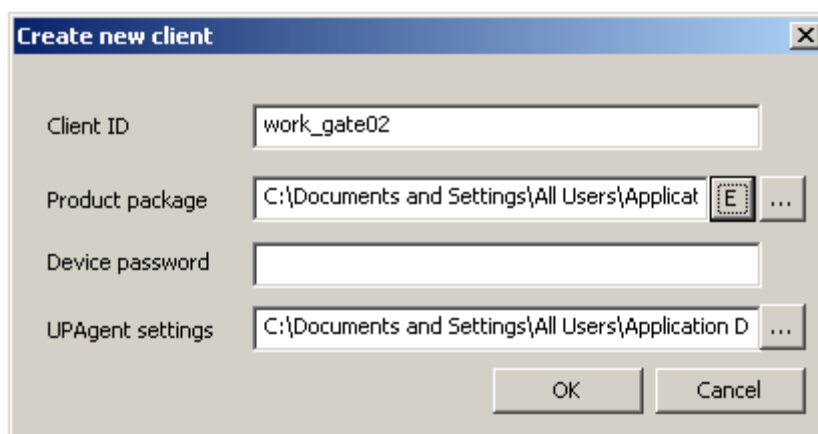 Create new client
Client ID work_gate02
Product package C:\Documents and Settings\All Users\Applicat E ...
Device password
UPAgent settings C:\Documents and Settings\All Users\Application D ...
OK Cancel